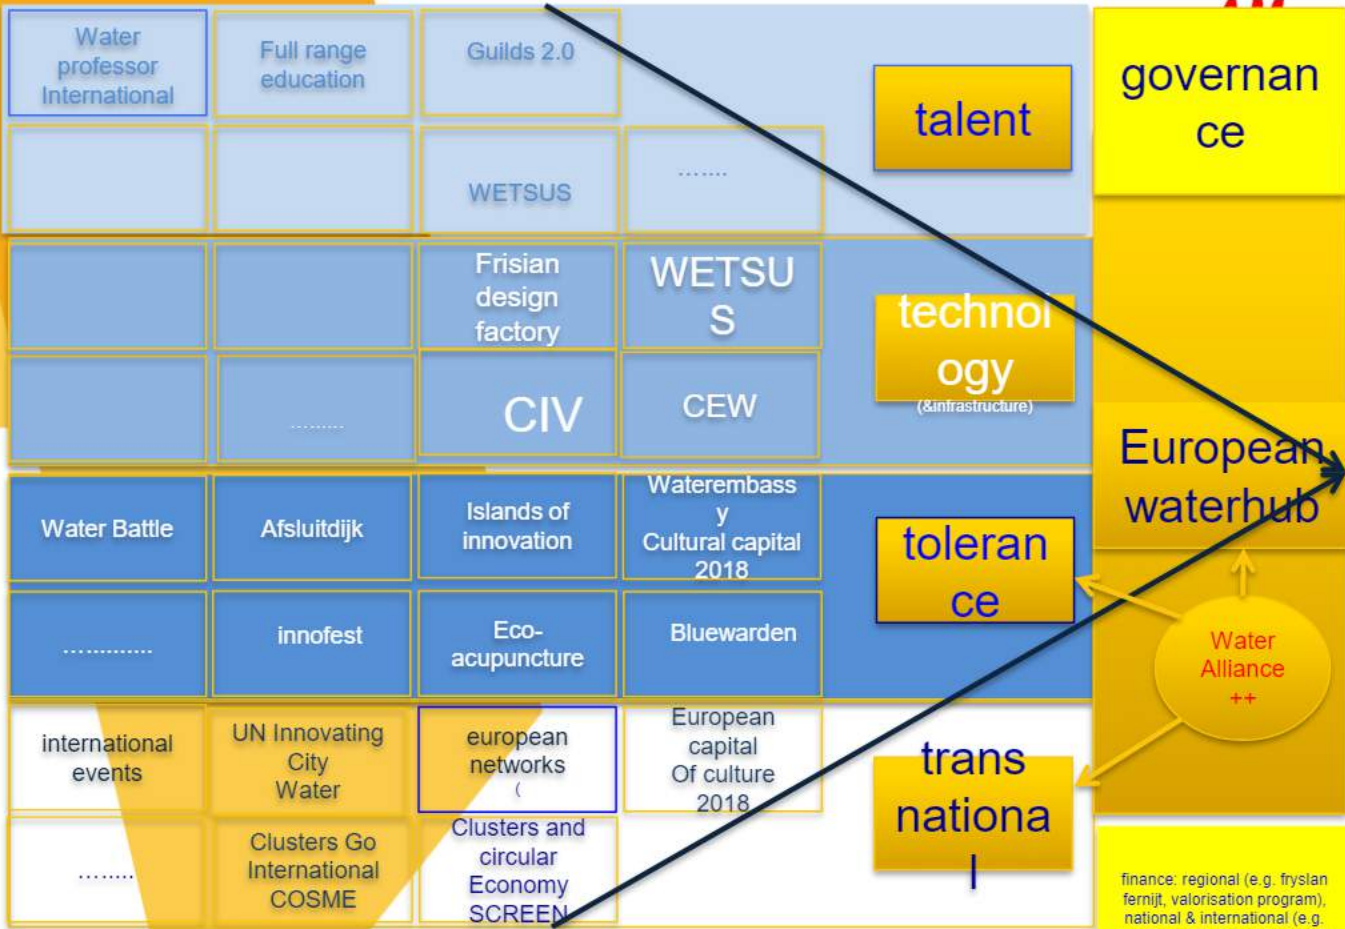 Water
professor
International
Full range
education
Guilds 2.0
talent
governan
ce
WETSUS
.......
Frisian
design
factory
WETSU
S
technol
ogy
(&infrastructure)
.........
CIV
CEW
European
waterhub
Water Battle
Afsluitdijk
Islands of
innovation
Waterembass
y
Cultural capital
2018
toleran
ce
.............
innofest
Eco-
acupuncture
Bluewarden
Water
Alliance
++
international
events
UN Innovating
City
Water
european
networks
(
European
capital
Of culture
2018
trans
nationa
l
........
Clusters Go
International
COSME
Clusters and
circular
Economy
SCREEN
finance: regional (e.g. fryslan
fernijt, valorisation program),
national & international (e.g.